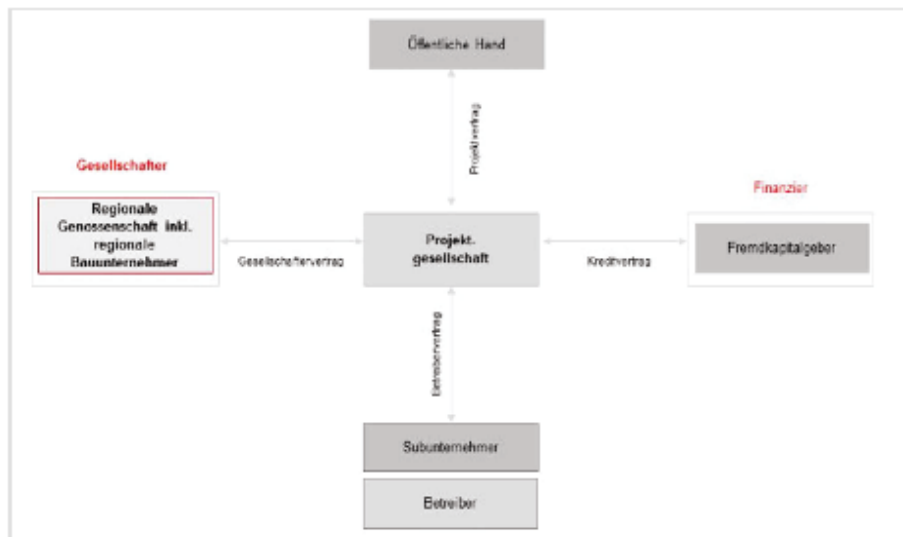 Öffentliche Hand
Projektvertrag
Gesellschafter
Finanzier
Regionale
Genossenschaft inkl.
regionale
Bauunternehmer
Projekt-
gesellschaft
Fremdkapitalgeber
Gesellschaftervertrag
Kreditvertrag
Betreibervertrag
Subunternehmer
Betreiber